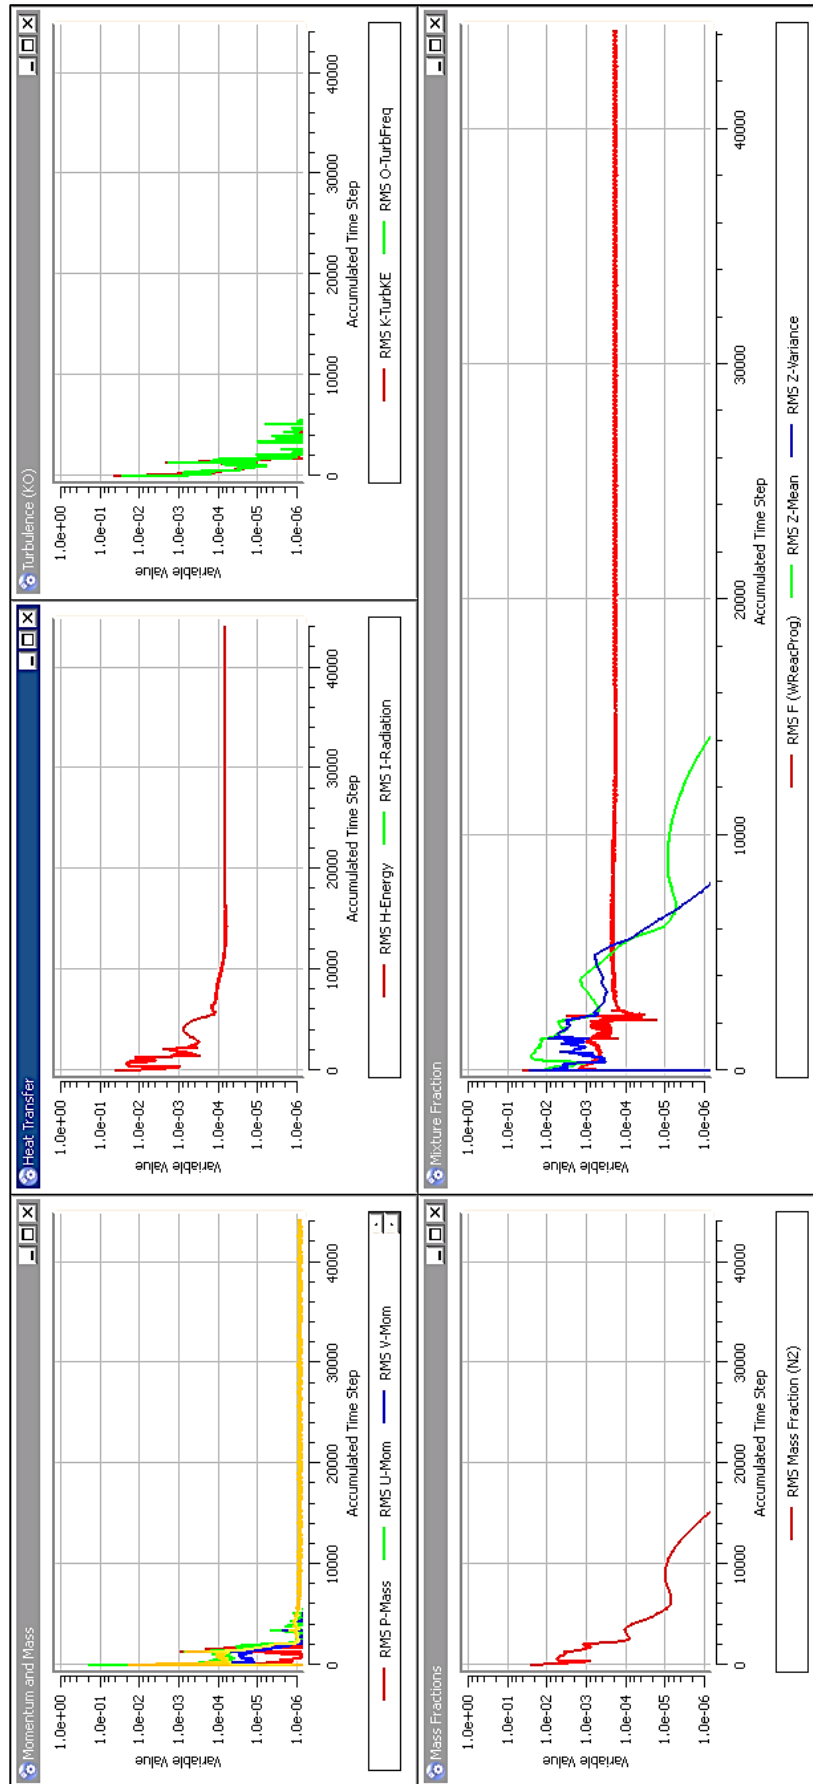 Momentum and Mass
1.0e+00
1.0e-01
1.0e-02
1.0e-03
1.0e-04
1.0e-05
1.0e-06
Variable Value
0 10000 20000 30000 40000
Accumulated Time Step
RMS P-Mass RMS U-Mom RMS V-Mom
Heat Transfer
1.0e+00
1.0e-01
1.0e-02
1.0e-03
1.0e-04
1.0e-05
1.0e-06
Variable Value
0 10000 20000 30000 40000
Accumulated Time Step
RMS H-Energy RMS I-Radiation
Turbulence (KO)
1.0e+00
1.0e-01
1.0e-02
1.0e-03
1.0e-04
1.0e-05
1.0e-06
Variable Value
0 10000 20000 30000 40000
Accumulated Time Step
RMS K-TurbKE RMS O-TurbFreq
Mass Fractions
1.0e+00
1.0e-01
1.0e-02
1.0e-03
1.0e-04
1.0e-05
1.0e-06
Variable Value
0 10000 20000 30000 40000
Accumulated Time Step
RMS Mass Fraction (N2)
Mixture Fraction
1.0e+00
1.0e-01
1.0e-02
1.0e-03
1.0e-04
1.0e-05
1.0e-06
Variable Value
0 10000 20000 30000 40000
Accumulated Time Step
RMS F (WReacProg) RMS Z-Mean RMS Z-Variance